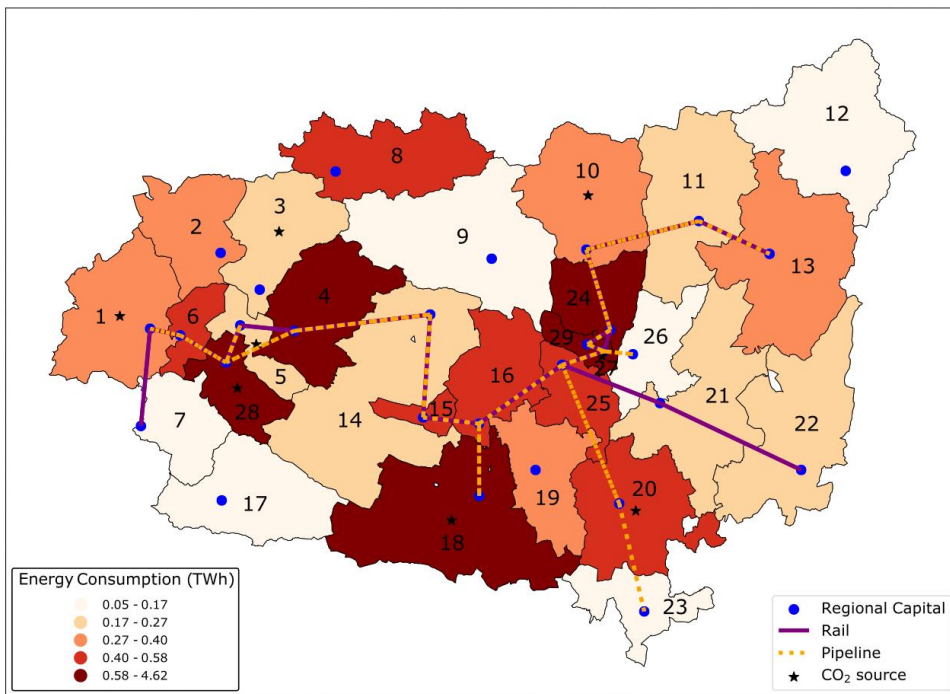 12
8
10
11
3
2
9
13
4
24
1
6
29
26
27
5
16
21
28
15
25
22
7
14
20
17
19
18
23
Energy Consumption (TWh)
0.05 - 0.17
0.17 - 0.27
0.27 - 0.40
0.40 - 0.58
0.58 - 4.62
Regional Capital
Rail
Pipeline
CO₂ source